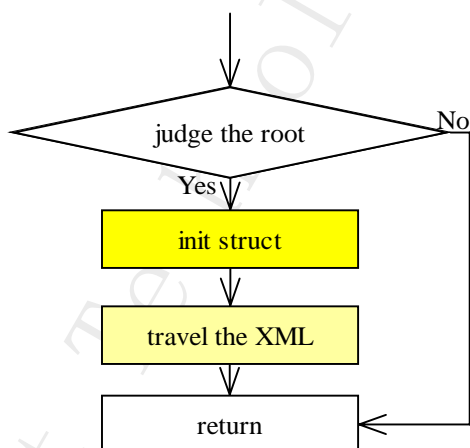 judge the root
No
Yes
init struct
travel the XML
return